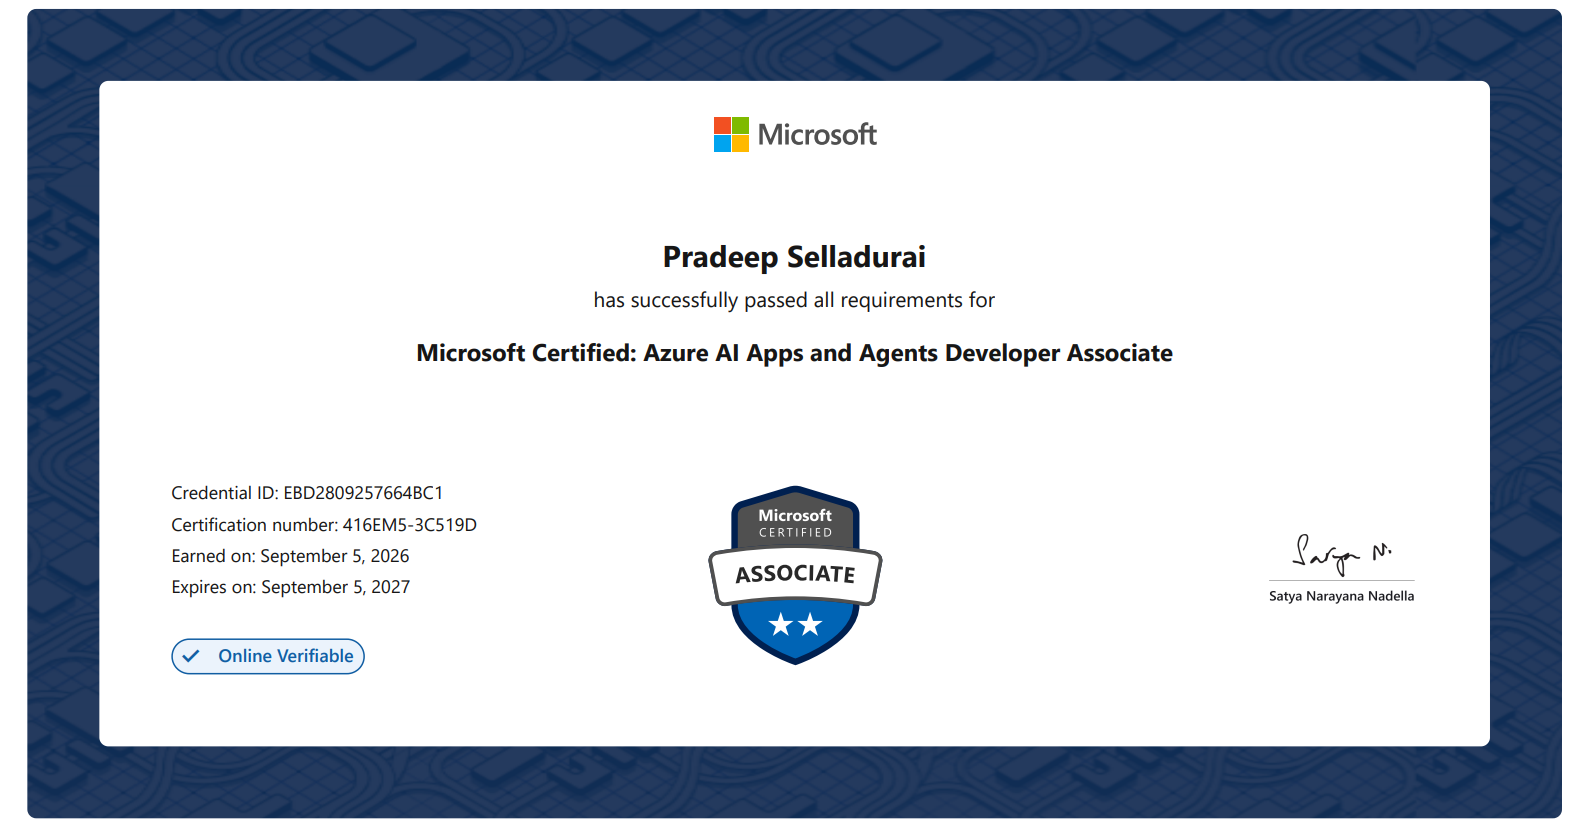 Microsoft
Pradeep Selladurai
has successfully passed all requirements for
Microsoft Certified: Azure AI Apps and Agents Developer Associate
Credential ID: EBD2809257664BC1
Certification number: 416EM5-3C519D
Earned on: September 5, 2026
Expires on: September 5, 2027
Online Verifiable
Microsoft
CERTIFIED
ASSOCIATE
Satya N.
Satya Narayana Nadella